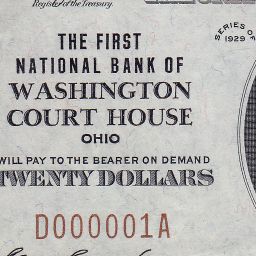 Register of the Treasury.
SERIES OF
1929
THE FIRST
NATIONAL BANK OF
WASHINGTON
COURT HOUSE
OHIO
WILL PAY TO THE BEARER ON DEMAND
TWENTY DOLLARS
D000001A